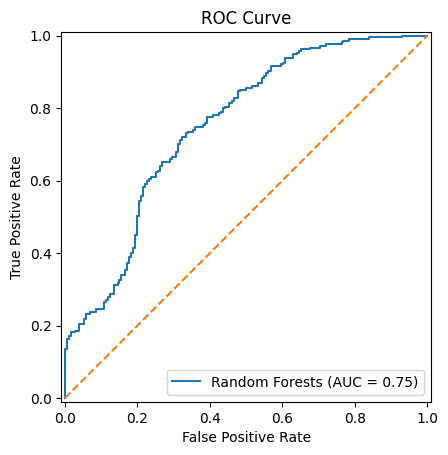 ROC Curve
1.0
0.8
0.6
0.4
0.2
0.0
True Positive Rate
Random Forests (AUC = 0.75)
0.0 0.2 0.4 0.6 0.8 1.0
False Positive Rate